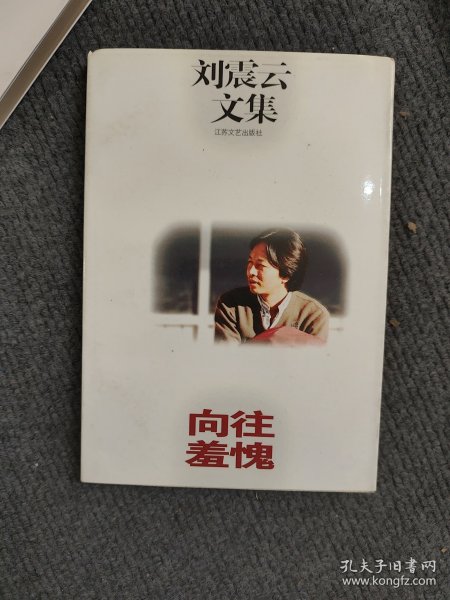 刘震云
文集
江苏文艺出版社
向往
羞愧
孔夫子旧书网
www.kongfz.com